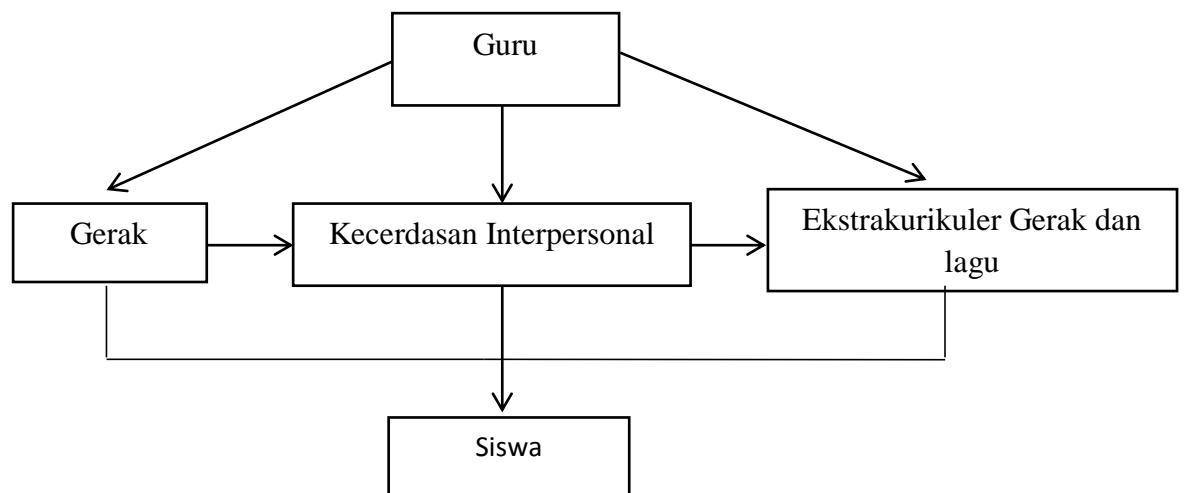 Guru
Gerak
Kecerdasan Interpersonal
Ekstrakurikuler Gerak dan
lagu
Siswa